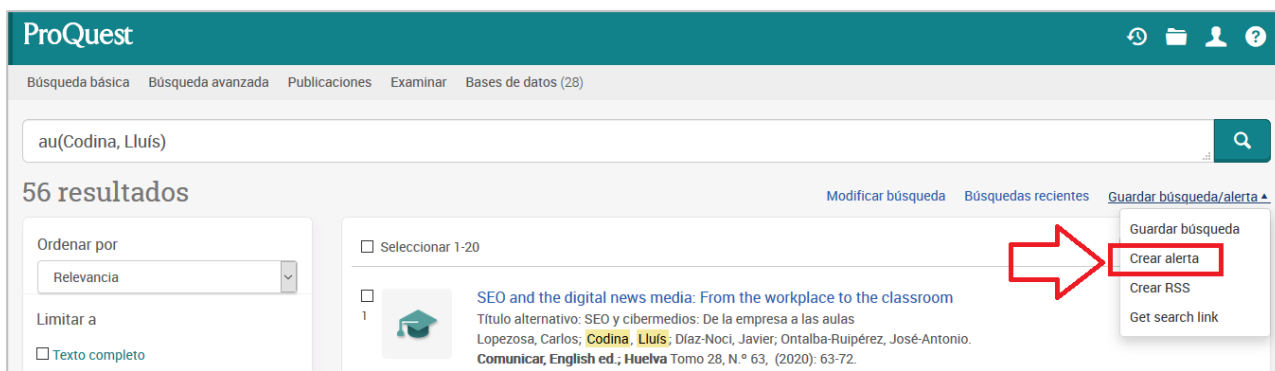 ProQuest
Búsqueda básica Búsqueda avanzada Publicaciones Examinar Bases de datos (28)
au(Codina, Lluís)
56 resultados
Modificar búsqueda Búsquedas recientes Guardar búsqueda/alerta
Guardar búsqueda
Crear alerta
Crear RSS
Get search link
Ordenar por
Relevancia
Limitar a
Texto completo
Seleccionar 1-20
1
SEO and the digital news media: From the workplace to the classroom
Título alternativo: SEO y cibermedios: De la empresa a las aulas
Lopezosa, Carlos; Codina, Lluís; Díaz-Noci, Javier; Ontalba-Ruipérez, José-Antonio.
Comunicar, English ed.; Huelva Tomo 28, N.º 63, (2020): 63-72.